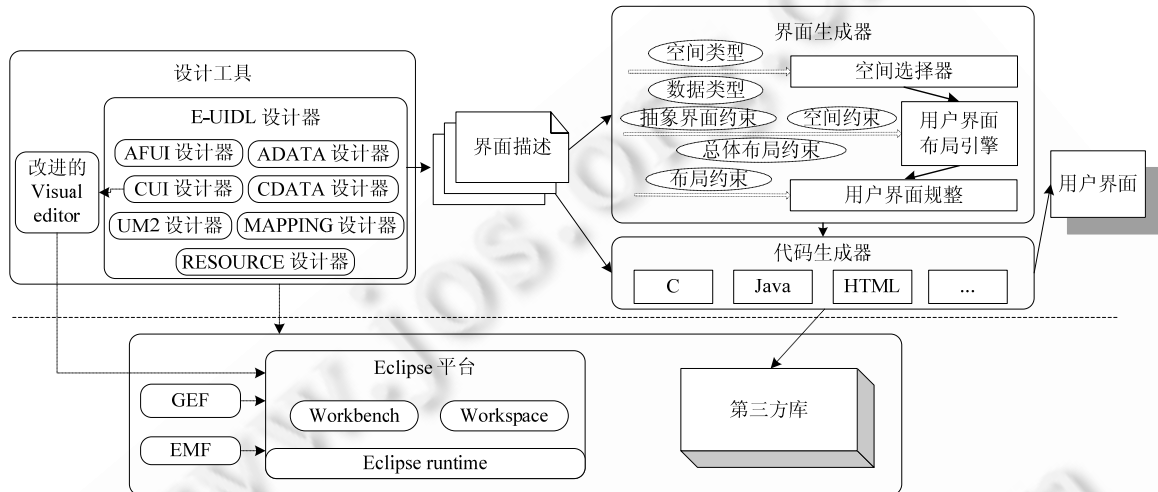 设计工具
E-UIDL 设计器
AFUI 设计器
ADATA 设计器
CUI 设计器
CDATA 设计器
UM2 设计器
MAPPING 设计器
RESOURCE 设计器
改进的
Visual
editor
界面描述
界面生成器
空间类型
空间选择器
数据类型
抽象界面约束
空间约束
用户界面
布局引擎
总体布局约束
布局约束
用户界面规整
代码生成器
C
Java
HTML
...
用户界面
Eclipse 平台
GEF
Workbench
Workspace
EMF
Eclipse runtime
第三方库
www.jos.org.cn